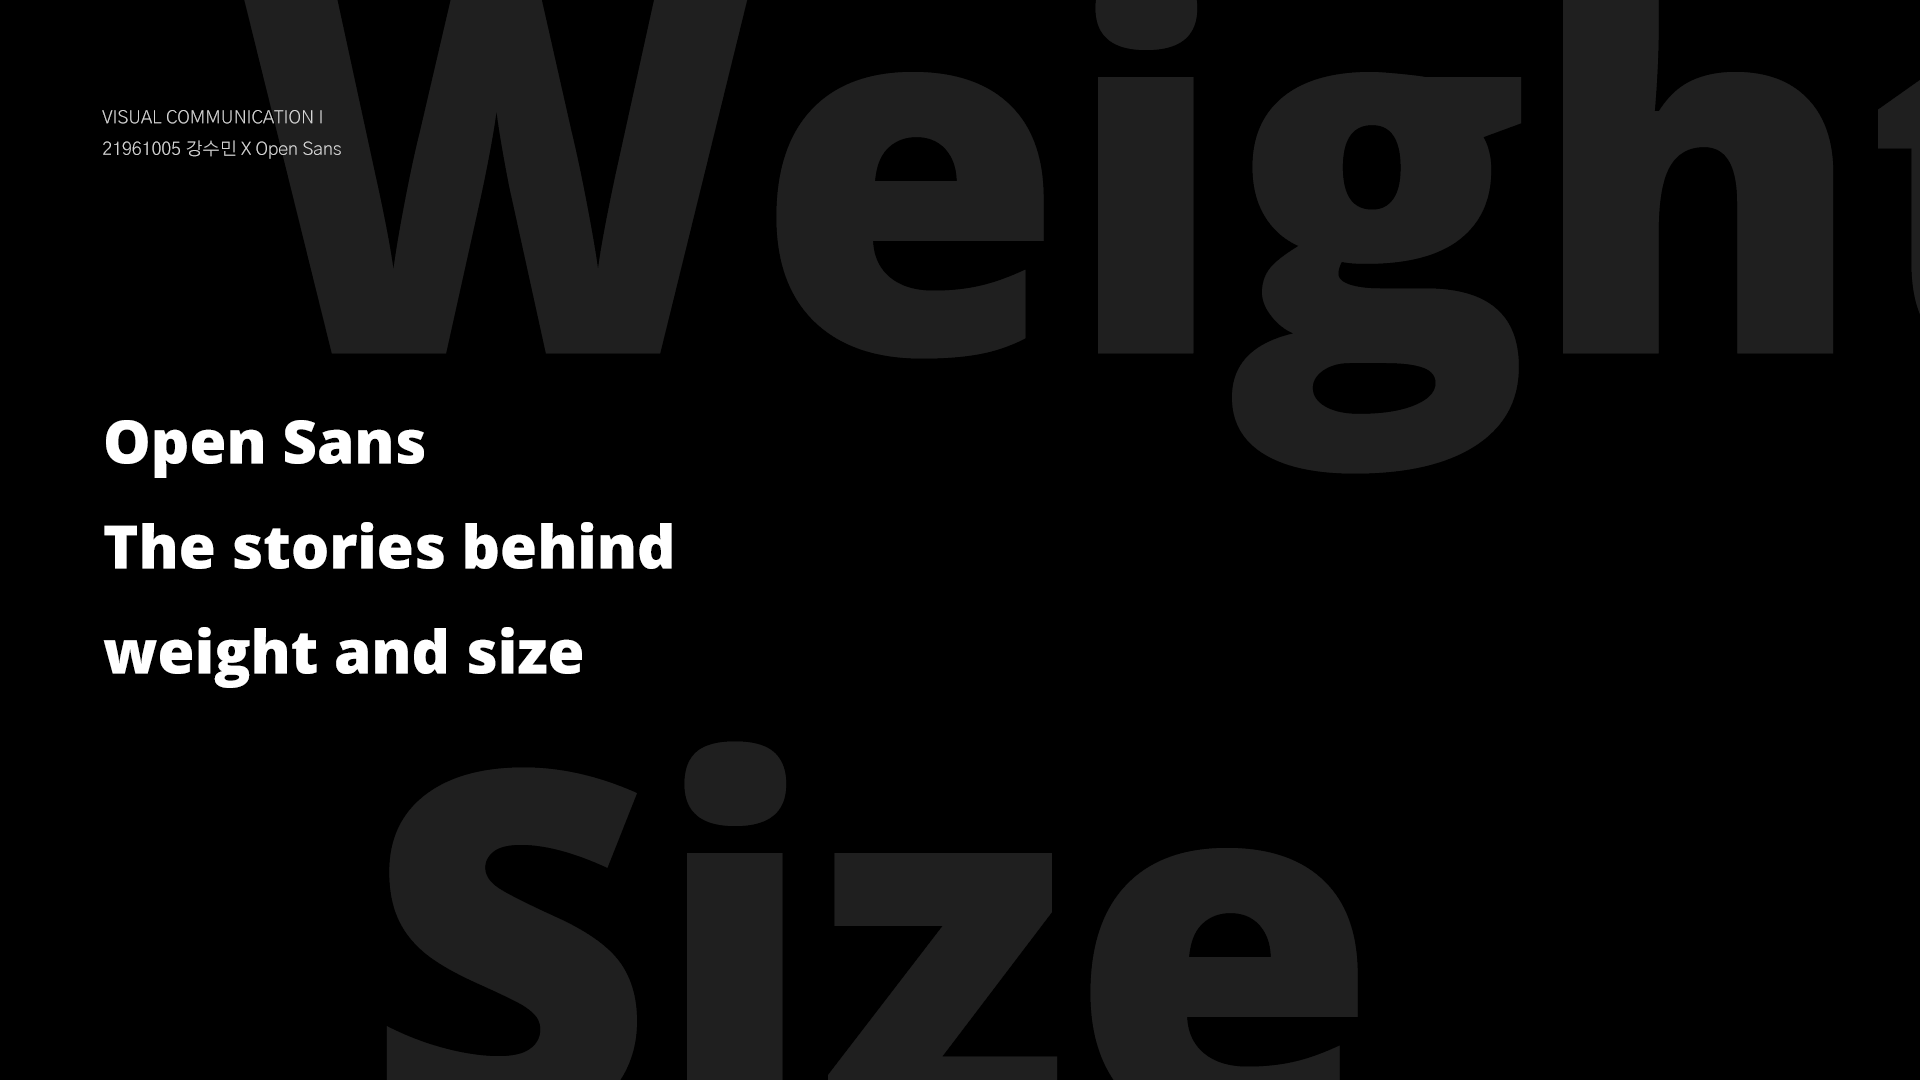 Weight
VISUAL COMMUNICATION I
21961005 강수민 X Open Sans
Open Sans
The stories behind
weight and size
Size